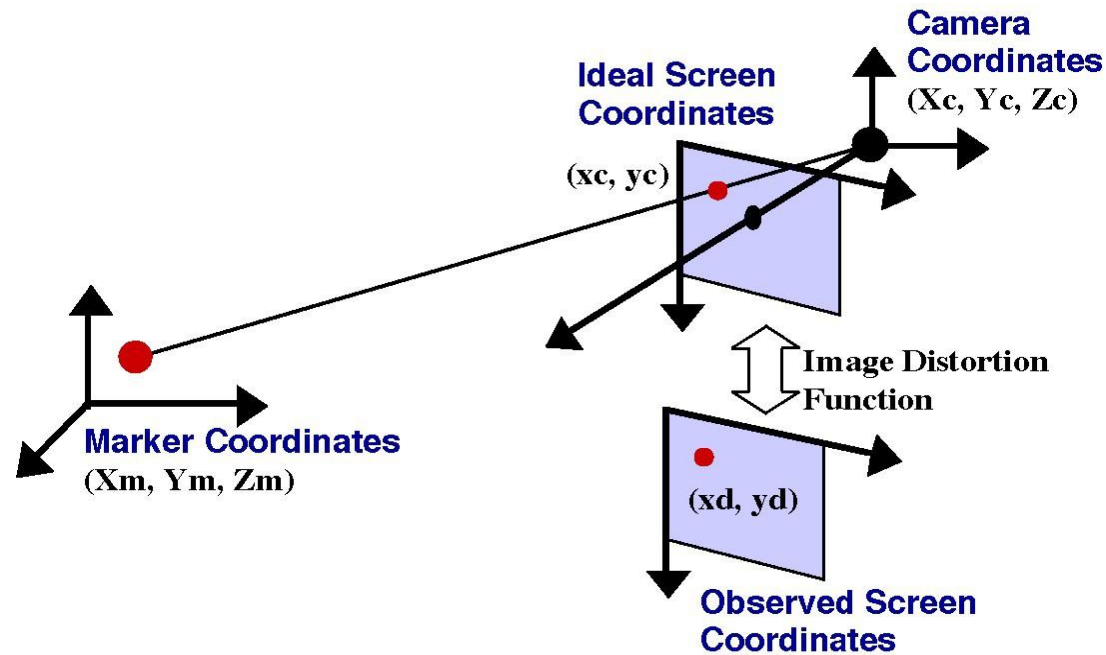 Camera
Coordinates
(Xc, Yc, Zc)
Ideal Screen
Coordinates
(xc, yc)
Image Distortion
Function
Marker Coordinates
(Xm, Ym, Zm)
(xd, yd)
Observed Screen
Coordinates